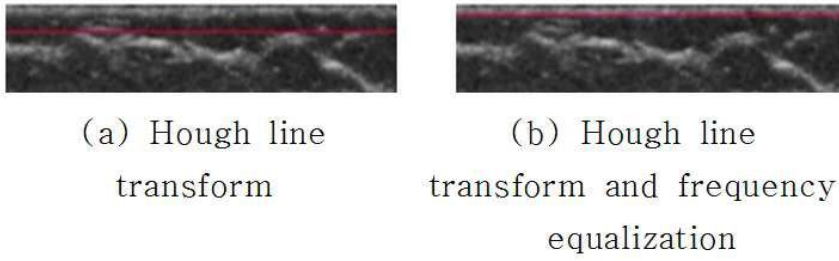 (a) Hough line
transform
(b) Hough line
transform and frequency
equalization